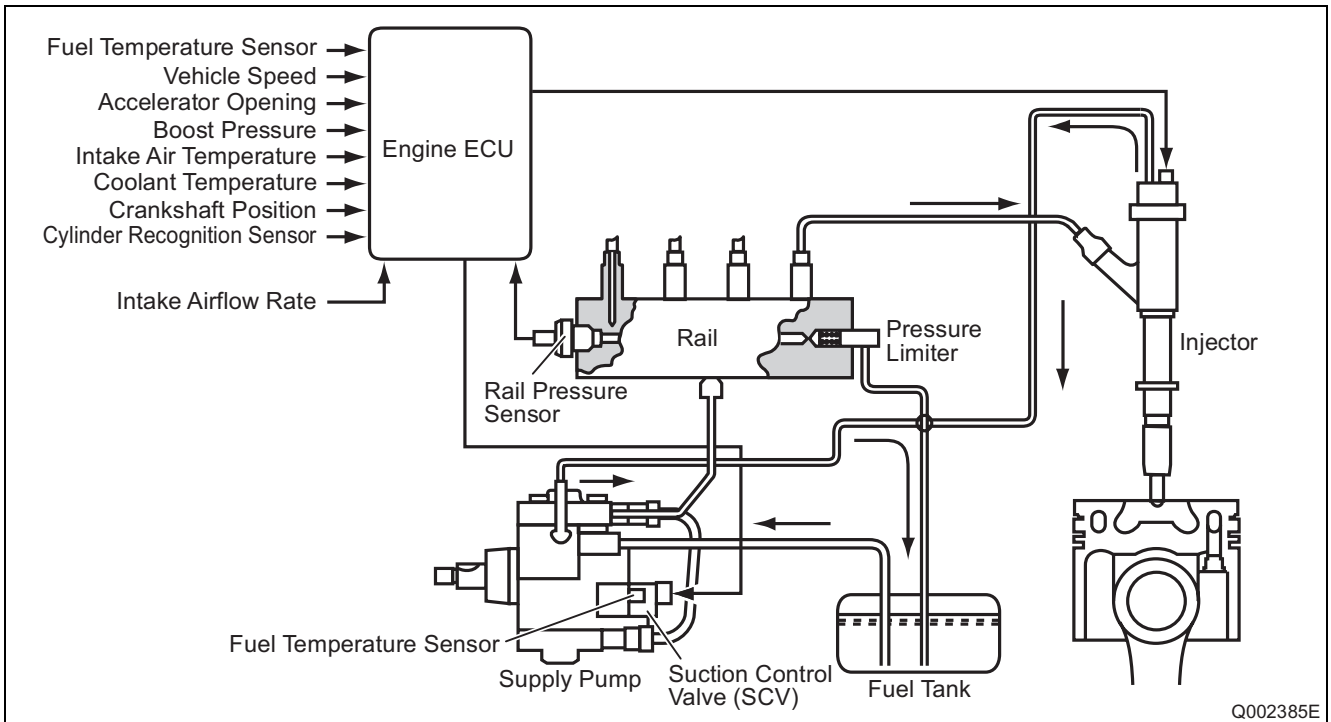 Fuel Temperature Sensor
Vehicle Speed
Accelerator Opening
Boost Pressure
Intake Air Temperature
Coolant Temperature
Crankshaft Position
Cylinder Recognition Sensor
Intake Airflow Rate
Engine ECU
Rail
Pressure
Limiter
Injector
Rail Pressure
Sensor
Fuel Temperature Sensor
Supply Pump
Suction Control
Valve (SCV)
Fuel Tank
Q002385E